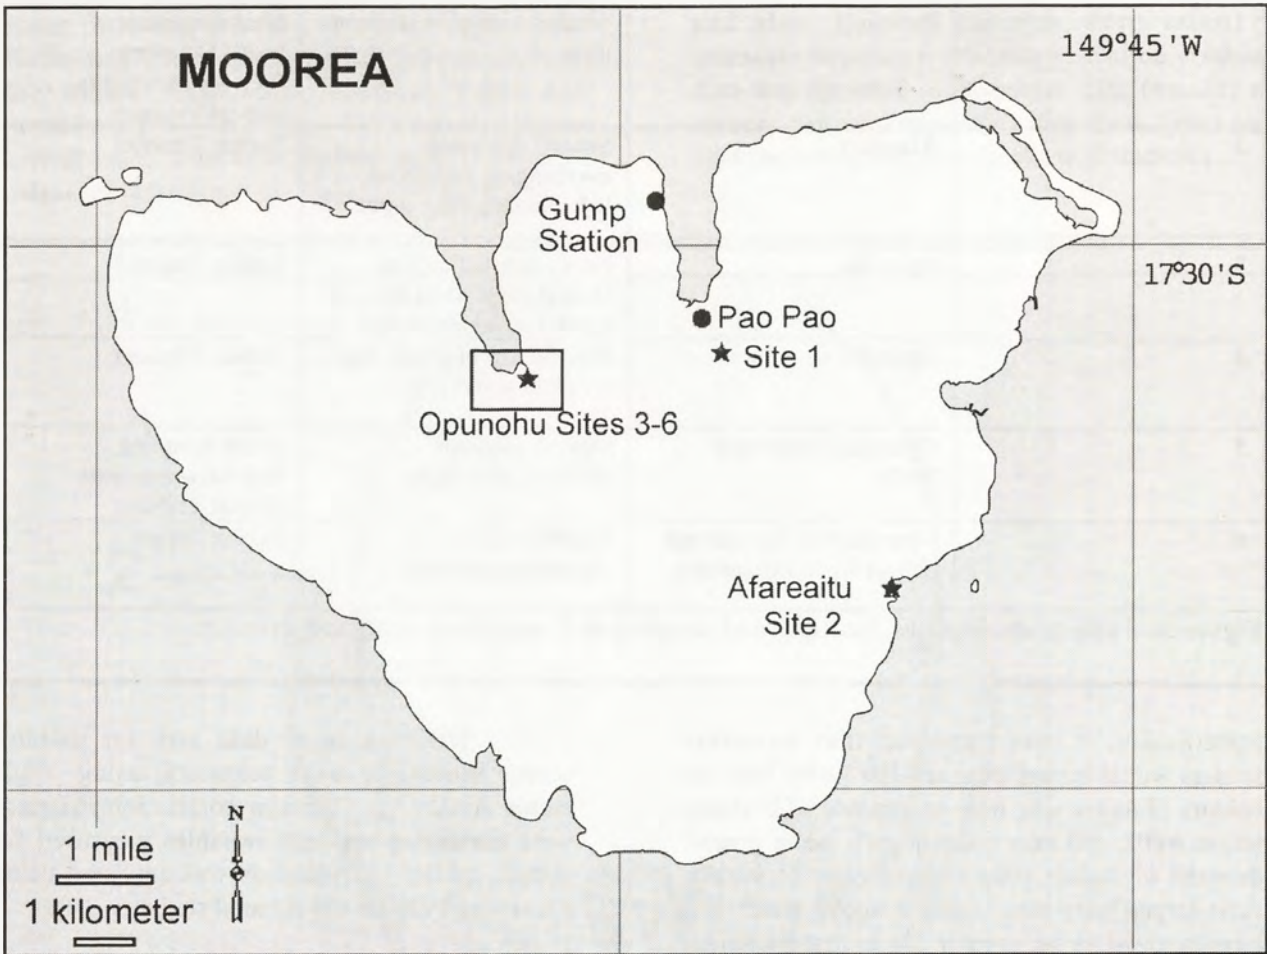 MOOREA
149°45'W
Gump
Station
17°30'S
Pao Pao
Site 1
Opunohu Sites 3-6
Afareaitu
Site 2
N
1 mile
1 kilometer